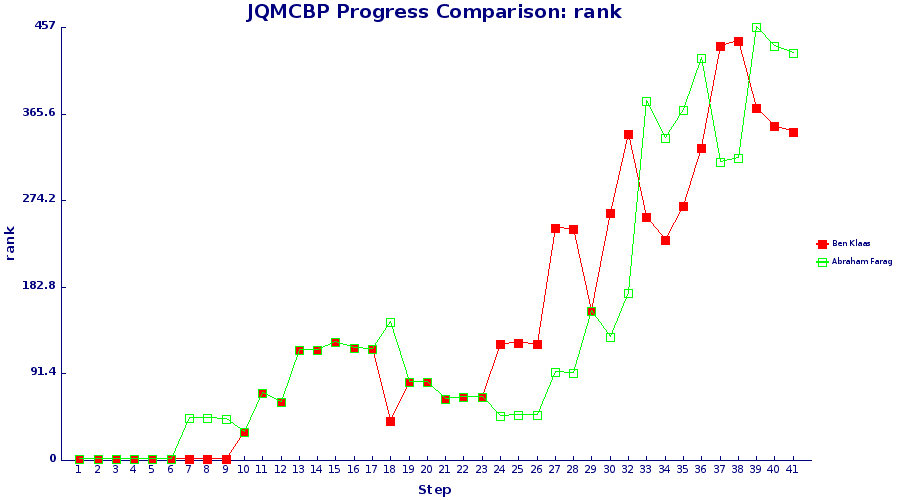 JQMCBP Progress Comparison: rank
457
365.6
274.2
182.8
91.4
0
rank
1 2 3 4 5 6 7 8 9 10 11 12 13 14 15 16 17 18 19 20 21 22 23 24 25 26 27 28 29 30 32 33 34 35 36 37 38 39 40 41
Step
Ben Klaas
Abraham Farag